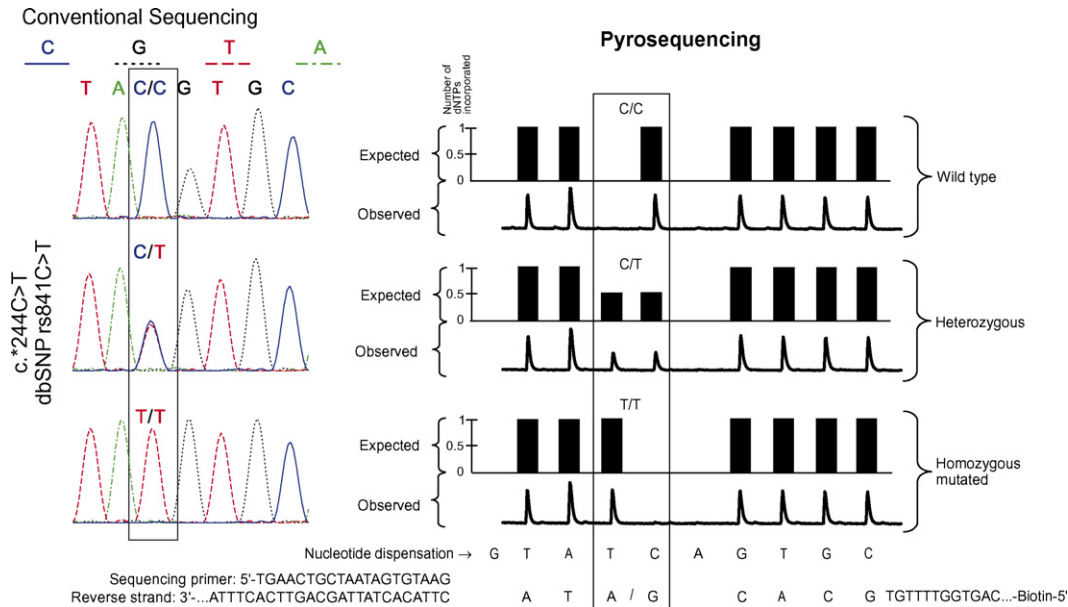 Conventional Sequencing
C G T A
T A C/C G T G C
C/T
T/T
c.*244C>T
dbSNP rs841C>T
Pyrosequencing
Number of
dNTPs
incorporated
C/C
Expected
1
0.5
0
Observed
Wild type
C/T
Expected
1
0.5
0
Observed
Heterozygous
T/T
Expected
1
0.5
0
Observed
Homozygous
mutated
Nucleotide dispensation → G T A T C A G T G C
Sequencing primer: 5'-TGAACTGCTAATAGTGTAAG
Reverse strand: 3'-...ATTTCACTTGACGATTATCACATTC A T A / G C A C G TGTTTTGGTGAC...-Biotin-5'